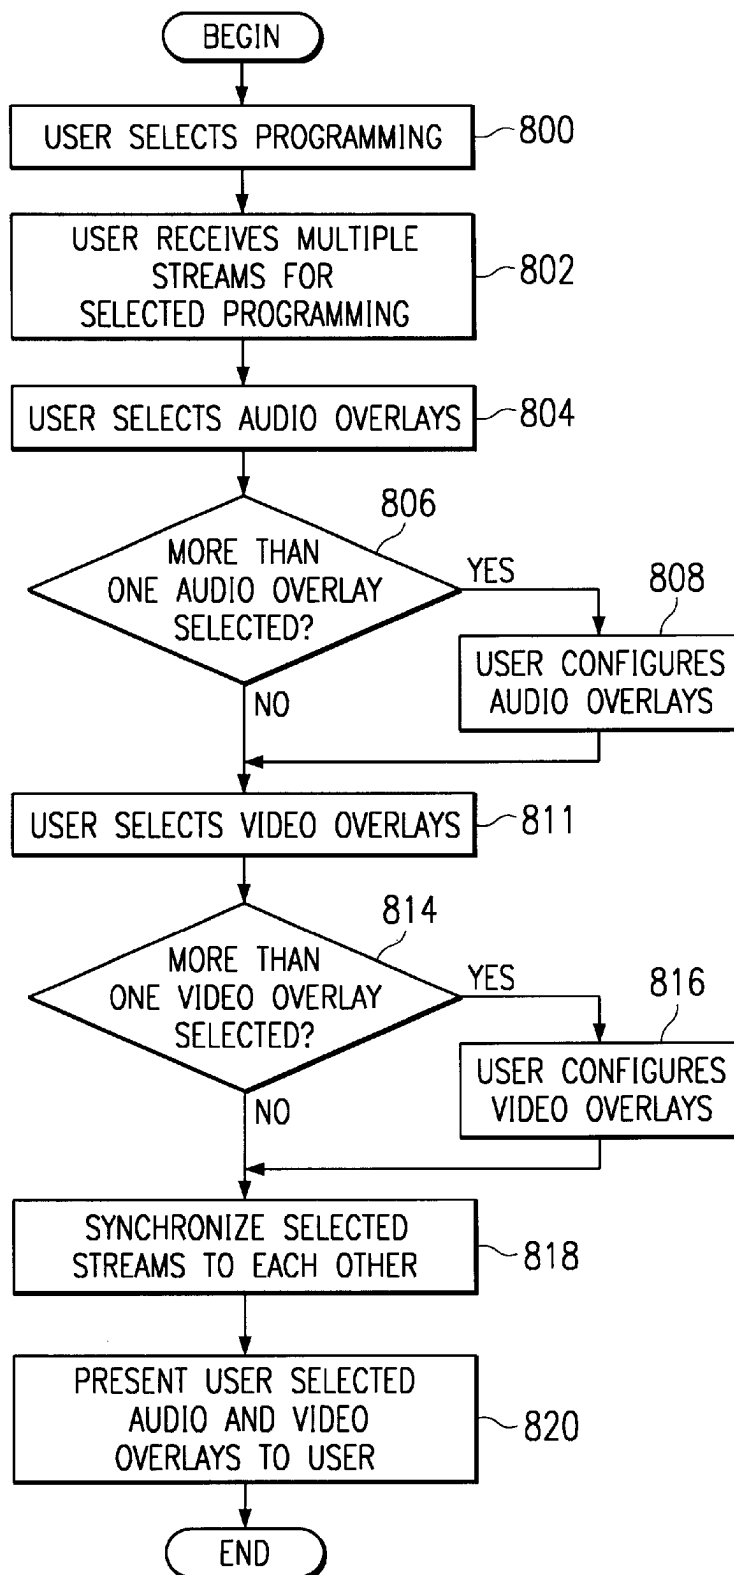 BEGIN
USER SELECTS PROGRAMMING
800
USER RECEIVES MULTIPLE
STREAMS FOR
SELECTED PROGRAMMING
802
USER SELECTS AUDIO OVERLAYS
804
806
MORE THAN
ONE AUDIO OVERLAY
SELECTED?
YES
NO
808
USER CONFIGURES
AUDIO OVERLAYS
USER SELECTS VIDEO OVERLAYS
811
814
MORE THAN
ONE VIDEO OVERLAY
SELECTED?
YES
NO
816
USER CONFIGURES
VIDEO OVERLAYS
SYNCHRONIZE SELECTED
STREAMS TO EACH OTHER
818
PRESENT USER SELECTED
AUDIO AND VIDEO
OVERLAYS TO USER
820
END